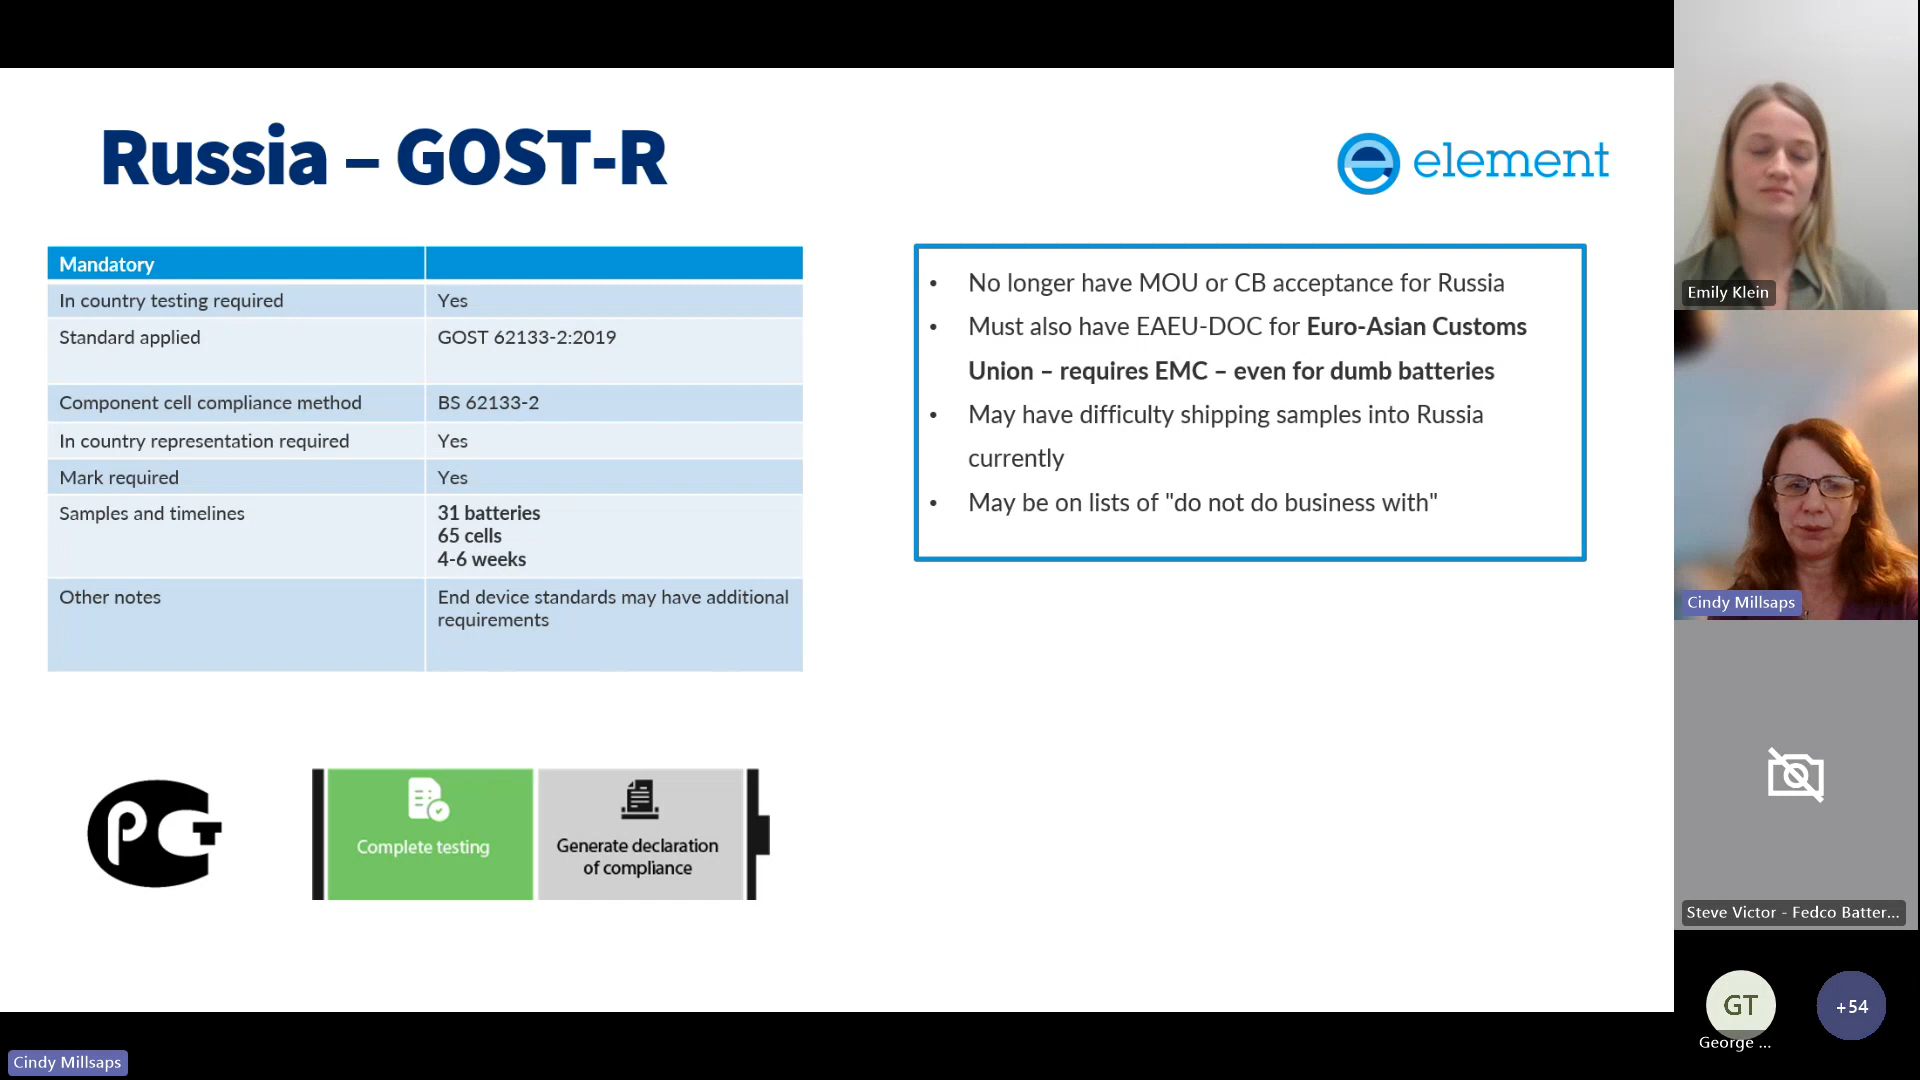 Russia – GOST-R
element
Mandatory
In country testing required Yes
Standard applied GOST 62133-2:2019
Component cell compliance method BS 62133-2
In country representation required Yes
Mark required Yes
Samples and timelines 31 batteries
65 cells
4-6 weeks
Other notes End device standards may have additional
requirements
• No longer have MOU or CB acceptance for Russia
• Must also have EAEU-DOC for Euro-Asian Customs
Union – requires EMC – even for dumb batteries
• May have difficulty shipping samples into Russia
currently
• May be on lists of "do not do business with"
РСТ
Complete testing
Generate declaration
of compliance
Emily Klein
Cindy Millsaps
Steve Victor - Fedco Batter...
GT
+54
George ...
Cindy Millsaps